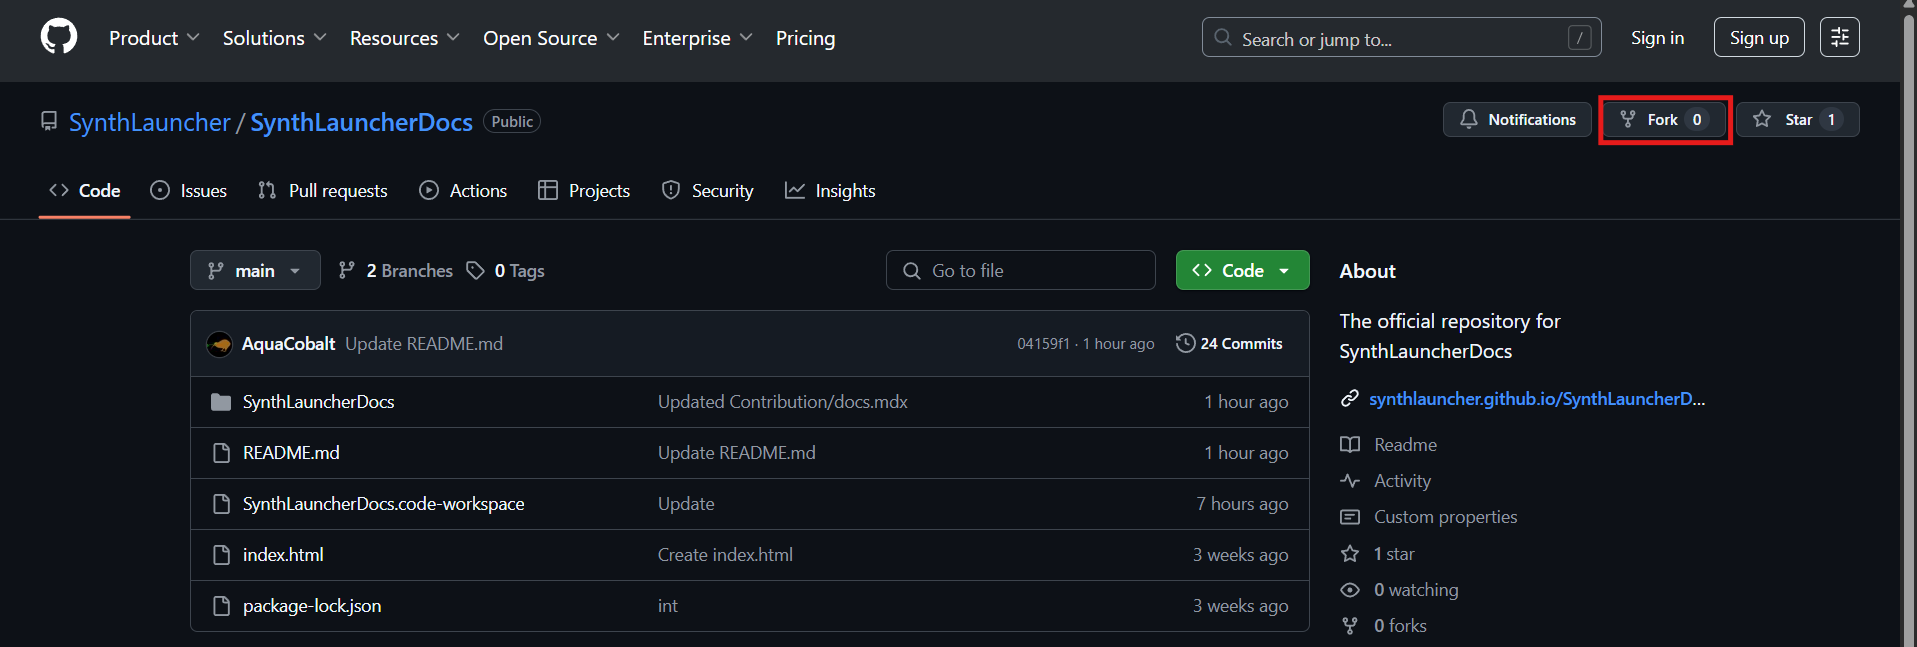 Product Solutions Resources Open Source Enterprise Pricing Search or jump to... / Sign in Sign up
SynthLauncher / SynthLauncherDocs Public Notifications Fork 0 Star 1
Code Issues Pull requests Actions Projects Security Insights
main 2 Branches 0 Tags Go to file Code
AquaCobalt Update README.md 04159f1 · 1 hour ago 24 Commits
SynthLauncherDocs Updated Contribution/docs.mdx 1 hour ago
README.md Update README.md 1 hour ago
SynthLauncherDocs.code-workspace Update 7 hours ago
index.html Create index.html 3 weeks ago
package-lock.json int 3 weeks ago
About
The official repository for
SynthLauncherDocs
synthlauncher.github.io/SynthLauncherD...
Readme
Activity
Custom properties
1 star
0 watching
0 forks